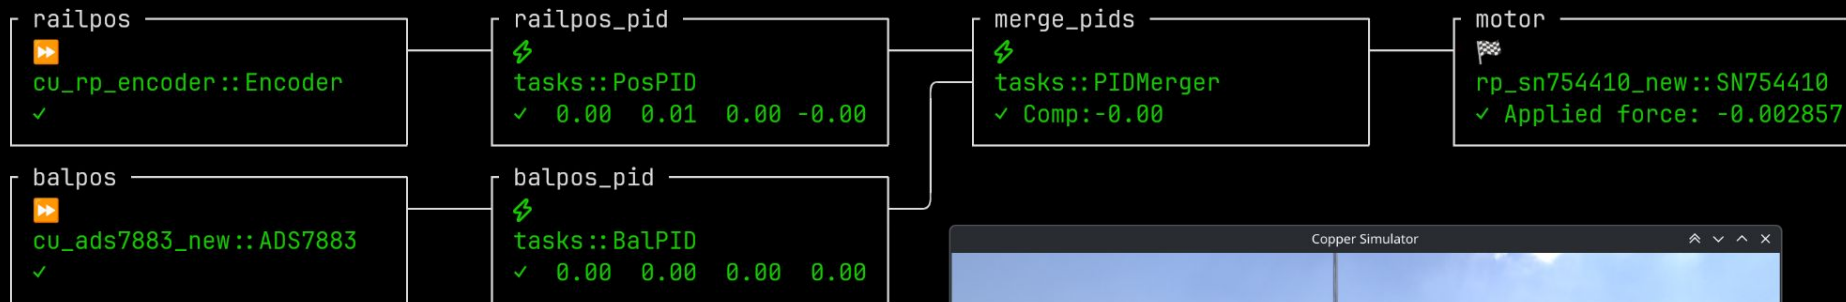 railpos
⏩
cu_rp_encoder::Encoder
✓
railpos_pid
⚡
tasks::PosPID
✓ 0.00 0.01 0.00 -0.00
merge_pids
⚡
tasks::PIDMerger
✓ Comp:-0.00
motor
🏁
rp_sn754410_new::SN754410
✓ Applied force: -0.002857
balpos
⏩
cu_ads7883_new::ADS7883
✓
balpos_pid
⚡
tasks::BalPID
✓ 0.00 0.00 0.00 0.00
Copper Simulator